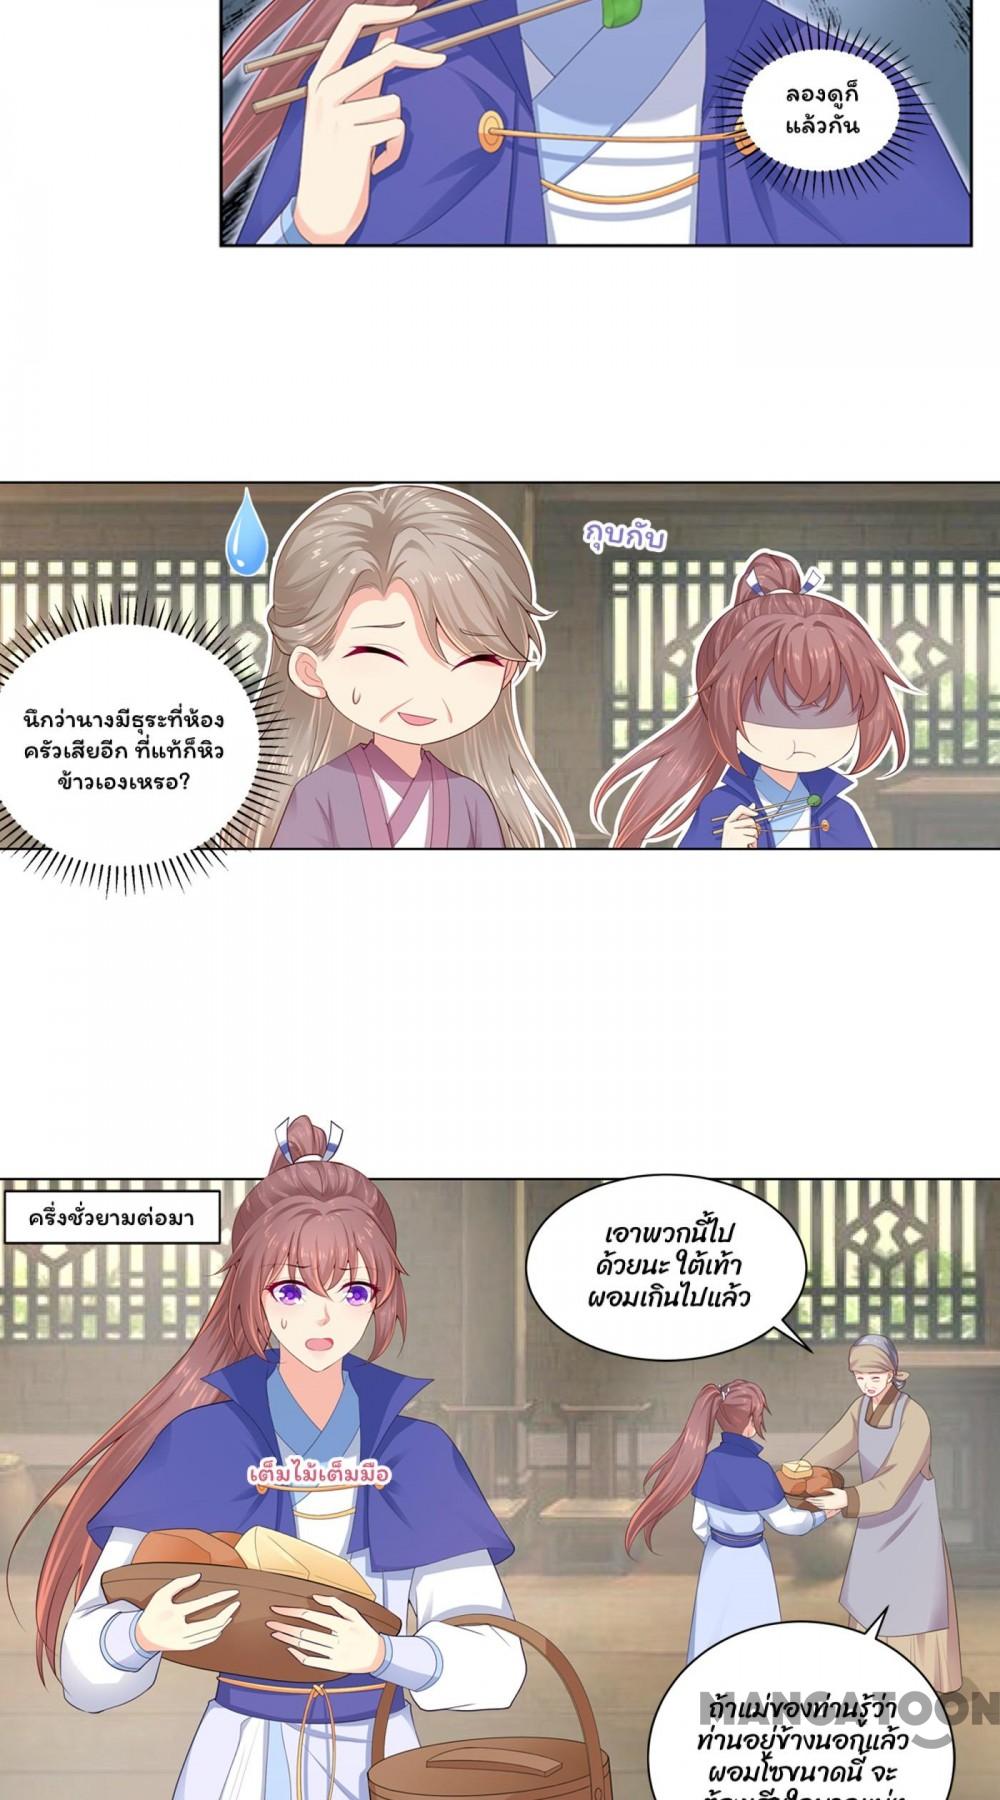 ลองดูก็
แล้วกัน
กุบกับ
นึกว่านางมีธุระที่ห้อง
ครัวเสียอีก ที่แท้ก็หิว
ข้าวเองเหรอ?
ครึ่งชั่วยามต่อมา
เอาพวกนี้ไป
ด้วยนะ ใต้เท้า
ผอมเกินไปแล้ว
เต็มไม้เต็มมือ
ถ้าแม่ของท่านรู้ว่า
ท่านอยู่ข้างนอกแล้ว
ผอมโซขนาดนี้ จะ
MANGATOON